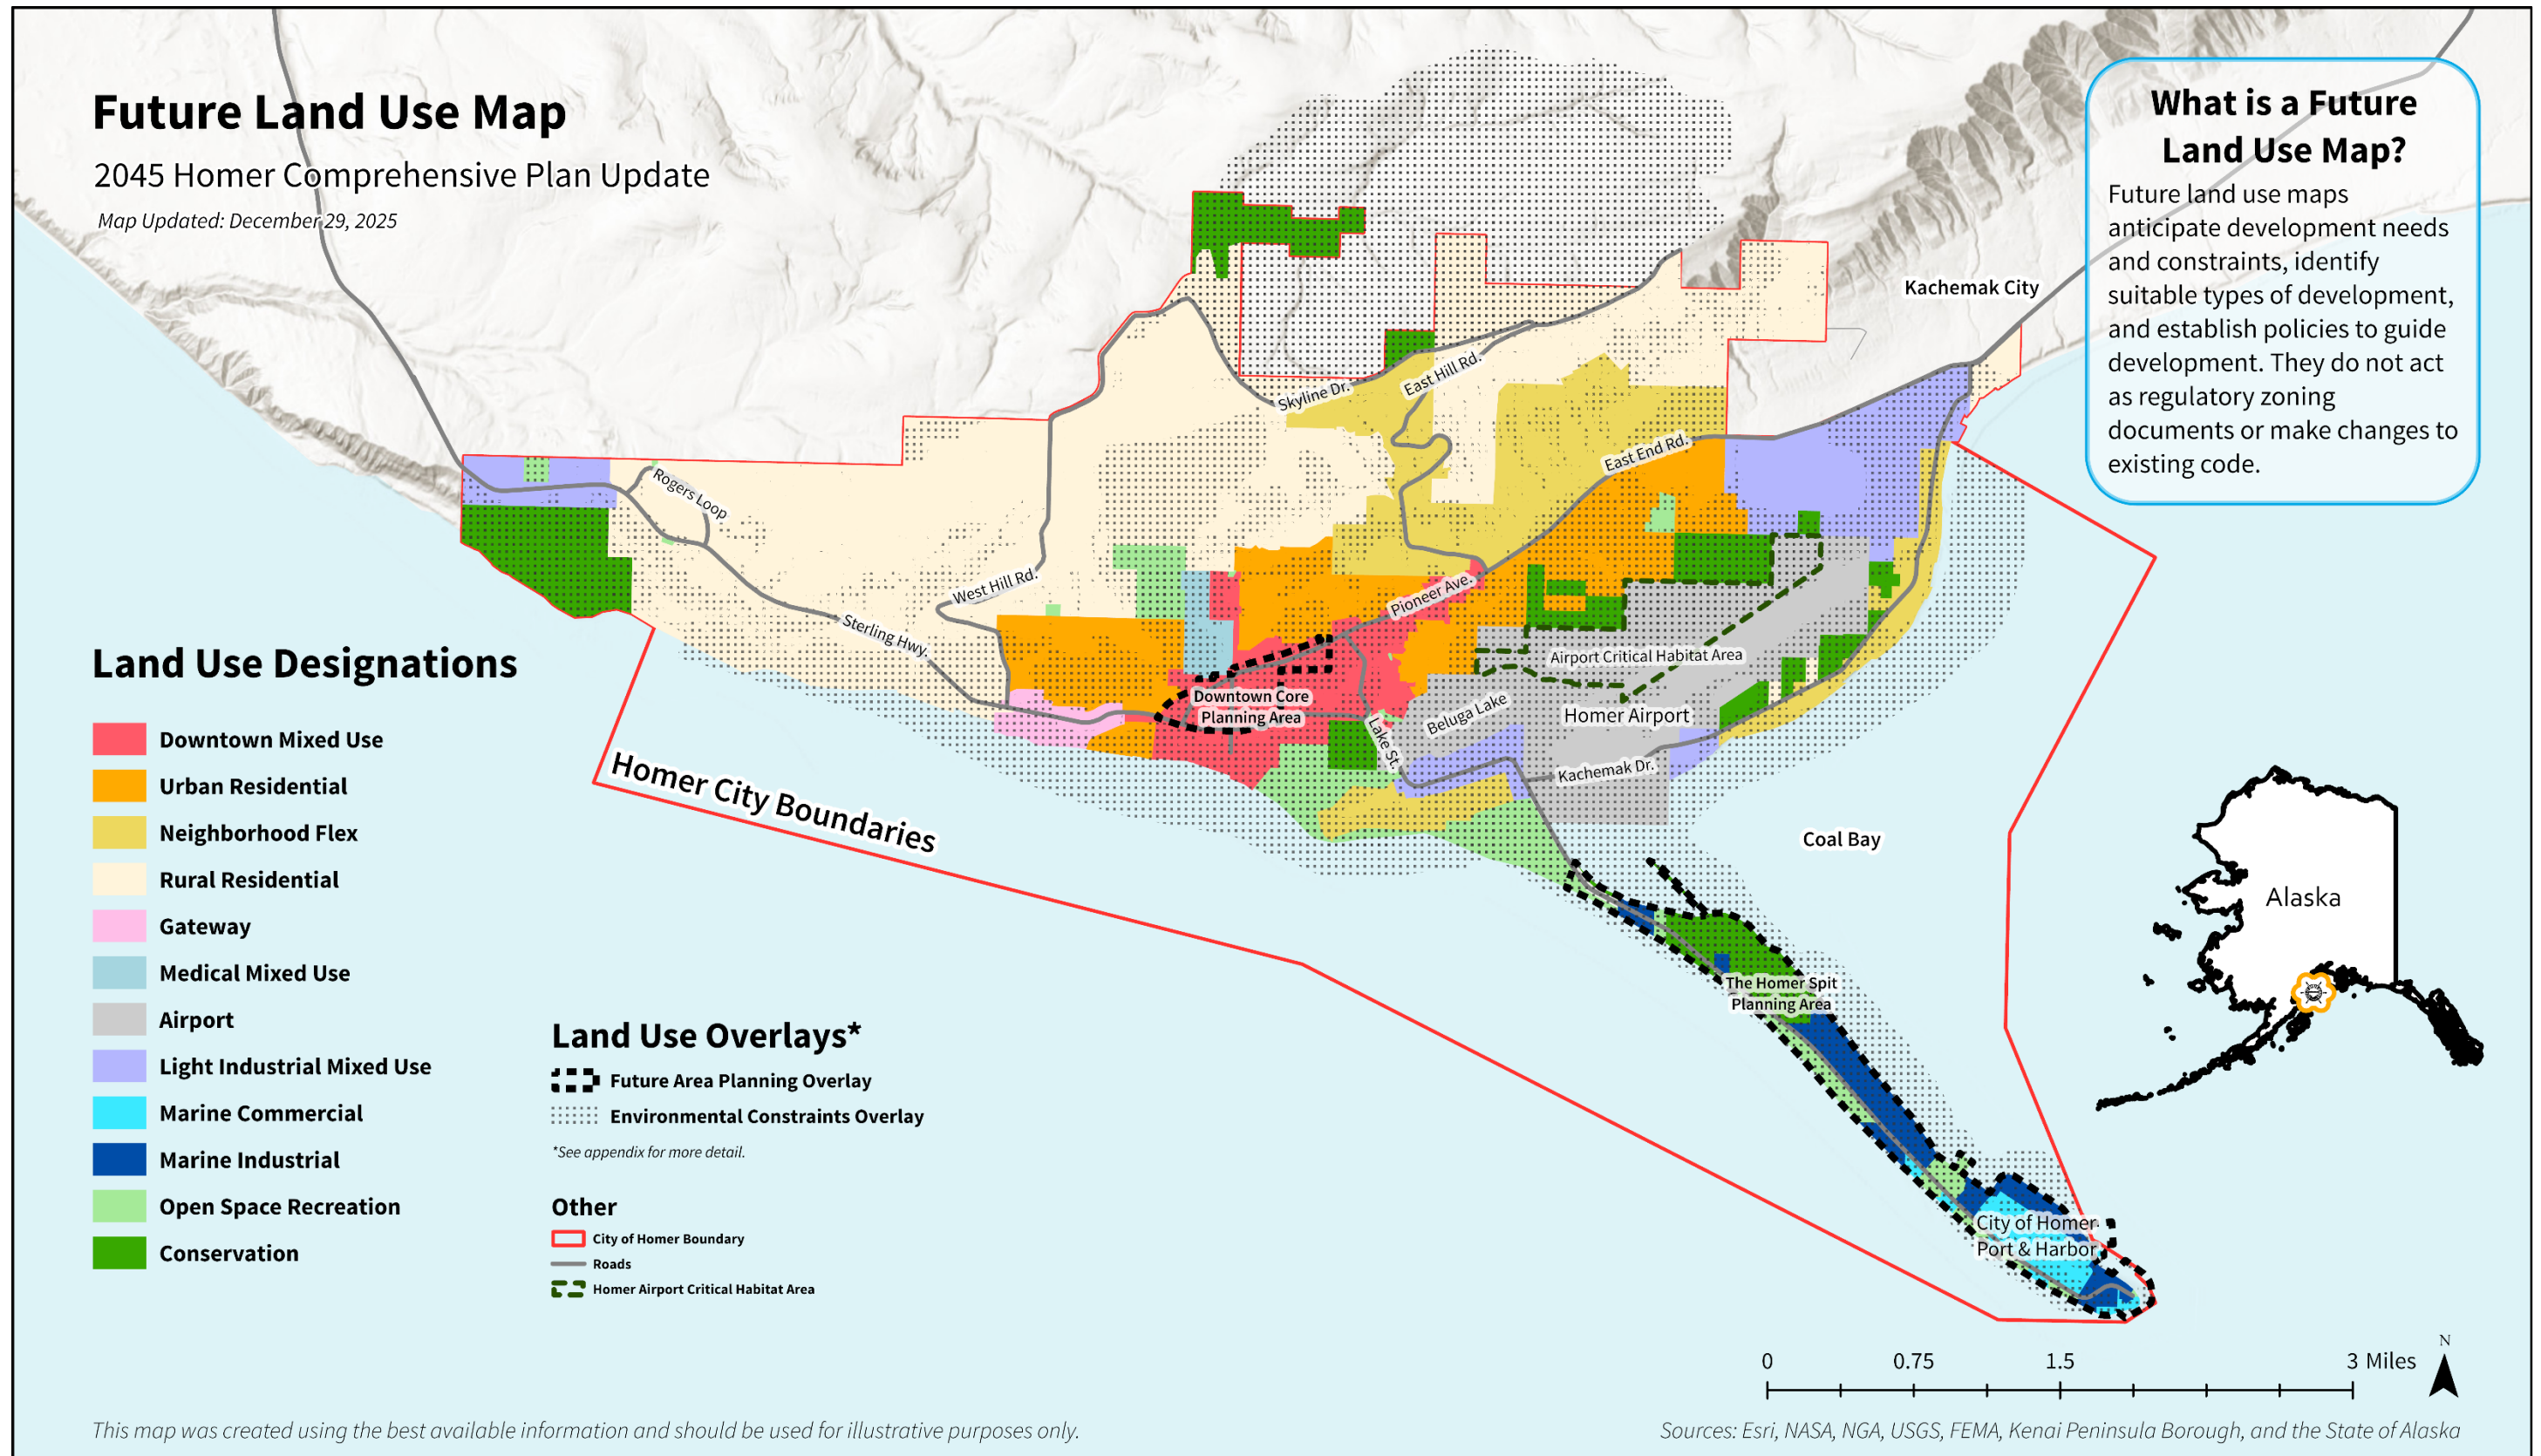 Future Land Use Map
2045 Homer Comprehensive Plan Update
Map Updated: December 29, 2025
What is a Future
Land Use Map?
Future land use maps
anticipate development needs
and constraints, identify
suitable types of development,
and establish policies to guide
development. They do not act
as regulatory zoning
documents or make changes to
existing code.
Kachemak City
Skyline Dr.
East Hill Rd.
East End Rd.
Rogers Loop
West Hill Rd.
Sterling Hwy.
Pioneer Ave.
Airport Critical Habitat Area
Downtown Core
Planning Area
Beluga Lake
Homer Airport
Lake St.
Kachemak Dr.
Homer City Boundaries
Coal Bay
The Homer Spit
Planning Area
City of Homer
Port & Harbor
Alaska
Land Use Designations
Downtown Mixed Use
Urban Residential
Neighborhood Flex
Rural Residential
Gateway
Medical Mixed Use
Airport
Light Industrial Mixed Use
Marine Commercial
Marine Industrial
Open Space Recreation
Conservation
Land Use Overlays*
Future Area Planning Overlay
Environmental Constraints Overlay
*See appendix for more detail.
Other
City of Homer Boundary
Roads
Homer Airport Critical Habitat Area
0 0.75 1.5 3 Miles
N
This map was created using the best available information and should be used for illustrative purposes only.
Sources: Esri, NASA, NGA, USGS, FEMA, Kenai Peninsula Borough, and the State of Alaska